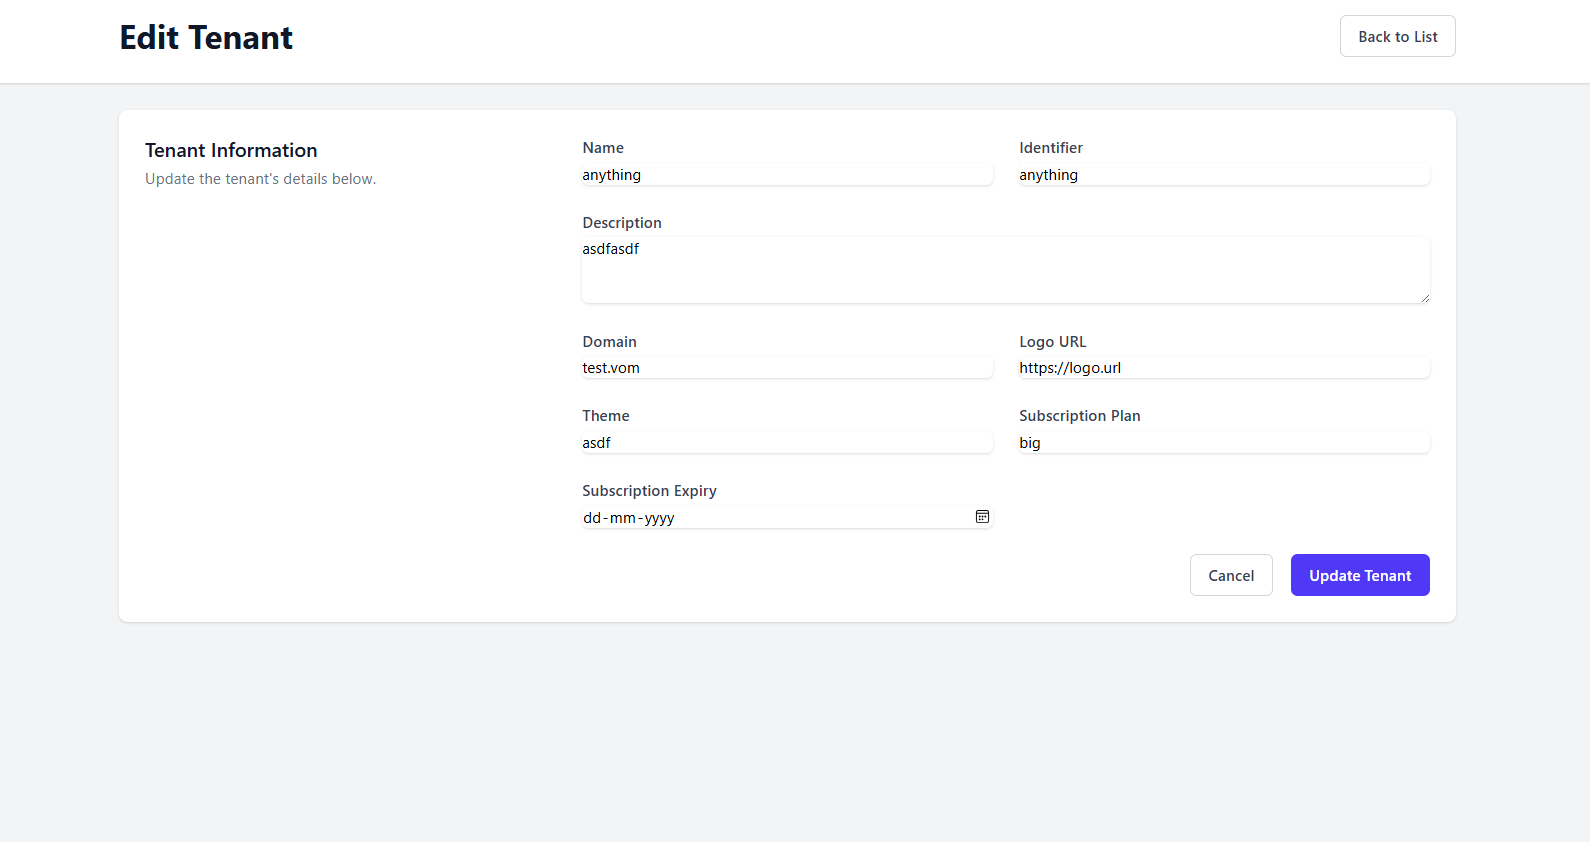 Edit Tenant
Back to List
Tenant Information
Update the tenant's details below.
Name
anything
Identifier
anything
Description
asdfasdf
Domain
test.vom
Logo URL
https://logo.url
Theme
asdf
Subscription Plan
big
Subscription Expiry
dd-mm-yyyy
Cancel
Update Tenant